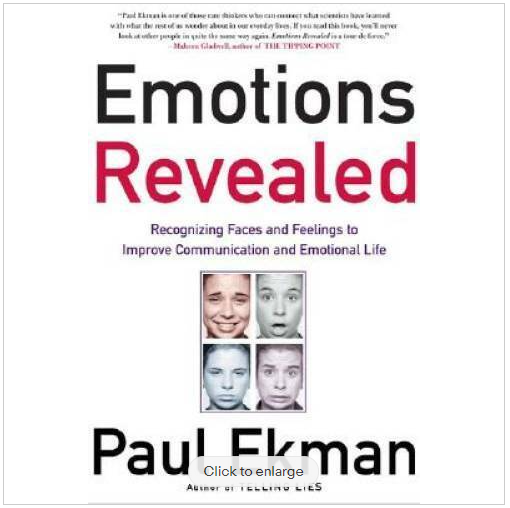 "Paul Ekman is one of those rare thinkers who can connect what scientists have learned
with what the rest of us wonder about in our everyday lives. If you read this book, you'll never
look at other people in quite the same way again. Emotions Revealed is a tour de force."
—Malcolm Gladwell, author of THE TIPPING POINT
Emotions
Revealed
Recognizing Faces and Feelings to
Improve Communication and Emotional Life
Paul Ekman
Click to enlarge
Author of TELLING LIES